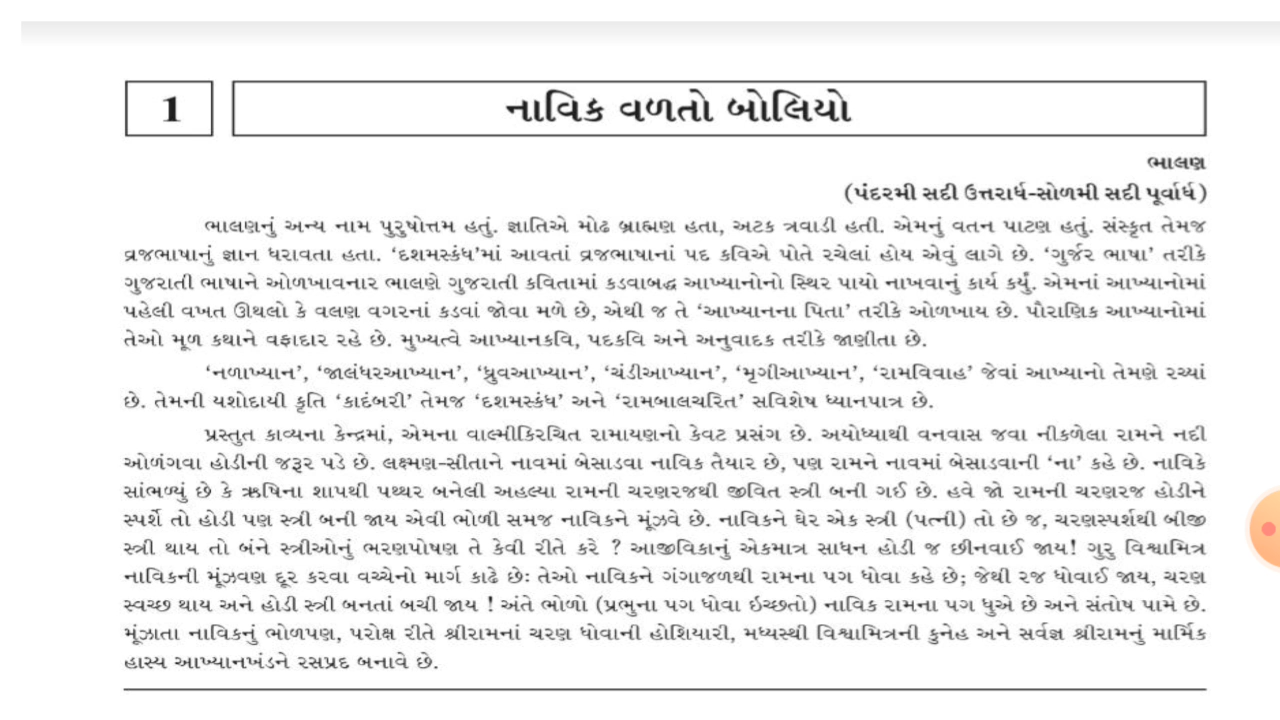 1
નાવિક વળતો બોલિયો
ભાલણ
(પંદરમી સદી ઉત્તરાર્ધ-સોળમી સદી પૂર્વાર્ધ)
ભાલણનું અન્ય નામ પુરુષોત્તમ હતું. જ્ઞાતિએ મોઢ બ્રાહ્મણ હતા, અટક ત્રવાડી હતી. એમનું વતન પાટણ હતું. સંસ્કૃત તેમજ
વ્રજભાષાનું જ્ઞાન ધરાવતા હતા. ‘દશમસ્કંધ’માં આવતાં વ્રજભાષાનાં પદ કવિએ પોતે રચેલાં હોય એવું લાગે છે. ‘ગુર્જર ભાષા’ તરીકે
ગુજરાતી ભાષાને ઓળખાવનાર ભાલણે ગુજરાતી કવિતામાં કડવાબદ્ધ આખ્યાનોનો સ્થિર પાયો નાખવાનું કાર્ય કર્યું. એમનાં આખ્યાનોમાં
પહેલી વખત ઊથલો કે વલણ વગરનાં કડવાં જોવા મળે છે, એથી જ તે ‘આખ્યાનના પિતા’ તરીકે ઓળખાય છે. પૌરાણિક આખ્યાનોમાં
તેઓ મૂળ કથાને વફાદાર રહે છે. મુખ્યત્વે આખ્યાનકવિ, પદકવિ અને અનુવાદક તરીકે જાણીતા છે.
‘નળાખ્યાન’, ‘જાલંધરઆખ્યાન’, ‘ધ્રુવઆખ્યાન’, ‘ચંડીઆખ્યાન’, ‘મૃગીઆખ્યાન’, ‘રામવિવાહ’ જેવાં આખ્યાનો તેમણે રચ્યાં
છે. તેમની યશોદાયી કૃતિ ‘કાદંબરી’ તેમજ ‘દશમસ્કંધ’ અને ‘રામબાલચરિત’ સવિશેષ ધ્યાનપાત્ર છે.
પ્રસ્તુત કાવ્યના કેન્દ્રમાં, એમના વાલ્મીકિરચિત રામાયણનો કેવટ પ્રસંગ છે. અયોધ્યાથી વનવાસ જવા નીકળેલા રામને નદી
ઓળંગવા હોડીની જરૂર પડે છે. લક્ષ્મણ-સીતાને નાવમાં બેસાડવા નાવિક તૈયાર છે, પણ રામને નાવમાં બેસાડવાની ‘ના’ કહે છે. નાવિકે
સાંભળ્યું છે કે ઋષિના શાપથી પથ્થર બનેલી અહલ્યા રામની ચરણરજથી જીવિત સ્ત્રી બની ગઈ છે. હવે જો રામની ચરણરજ હોડીને
સ્પર્શે તો હોડી પણ સ્ત્રી બની જાય એવી ભોળી સમજ નાવિકને મૂંઝવે છે. નાવિકને ઘેર એક સ્ત્રી (પત્ની) તો છે જ, ચરણસ્પર્શથી બીજી
સ્ત્રી થાય તો બંને સ્ત્રીઓનું ભરણપોષણ તે કેવી રીતે કરે ? આજીવિકાનું એકમાત્ર સાધન હોડી જ છીનવાઈ જાય! ગુરુ વિશ્વામિત્ર
નાવિકની મૂંઝવણ દૂર કરવા વચ્ચેનો માર્ગ કાઢે છેઃ તેઓ નાવિકને ગંગાજળથી રામના પગ ધોવા કહે છે; જેથી રજ ધોવાઈ જાય, ચરણ
સ્વચ્છ થાય અને હોડી સ્ત્રી બનતાં બચી જાય ! અંતે ભોળો (પ્રભુના પગ ધોવા ઇચ્છતો) નાવિક રામના પગ ધુએ છે અને સંતોષ પામે છે.
મૂંઝાતા નાવિકનું ભોળપણ, પરોક્ષ રીતે શ્રીરામનાં ચરણ ધોવાની હોશિયારી, મધ્યસ્થી વિશ્વામિત્રની કુનેહ અને સર્વજ્ઞ શ્રીરામનું માર્મિક
હાસ્ય આખ્યાનખંડને રસપ્રદ બનાવે છે.